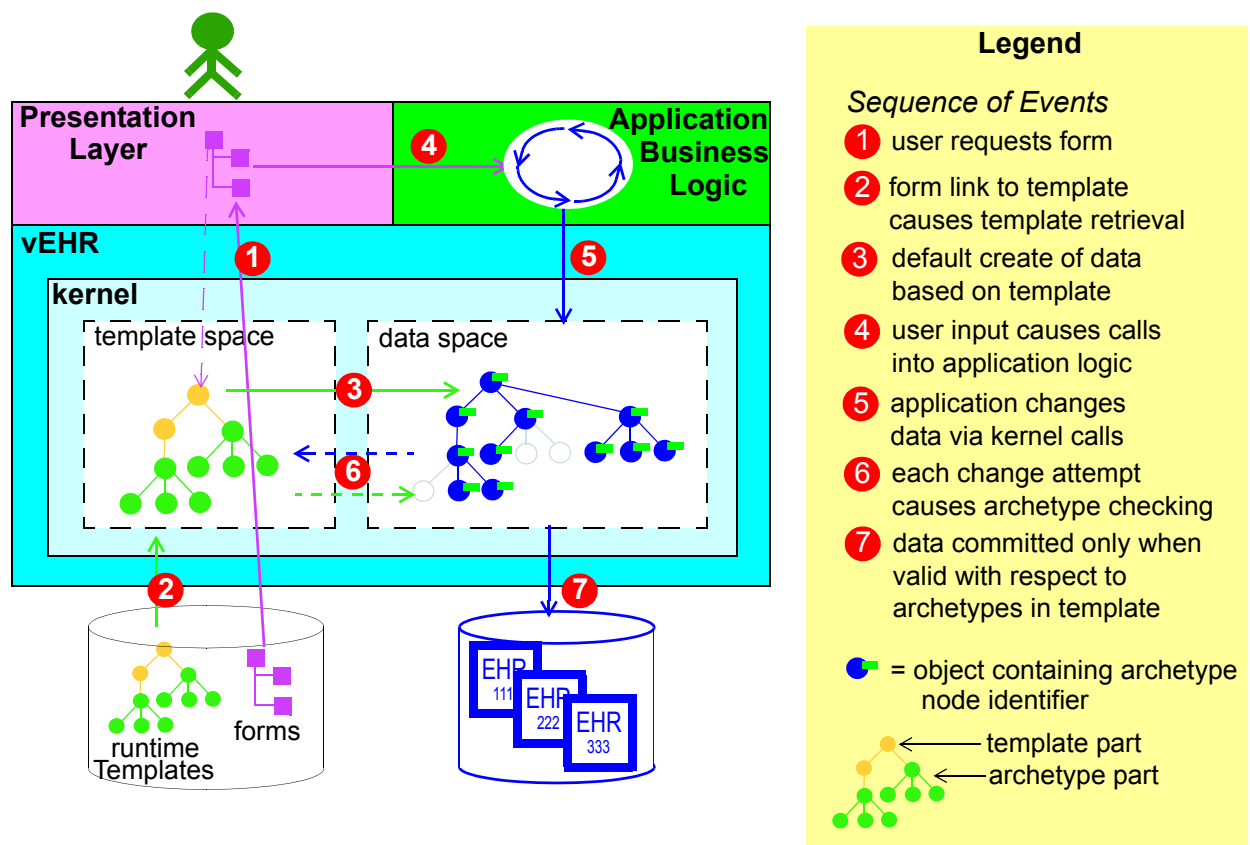 Presentation
Layer
4
Application
Business
Logic
vEHR
1
5
kernel
template space
data space
3
6
2
7
runtime
Templates
forms
EHR
111
EHR
222
EHR
333
Legend
Sequence of Events
1 user requests form
2 form link to template
causes template retrieval
3 default create of data
based on template
4 user input causes calls
into application logic
5 application changes
data via kernel calls
6 each change attempt
causes archetype checking
7 data committed only when
valid with respect to
archetypes in template
= object containing archetype
node identifier
template part
archetype part